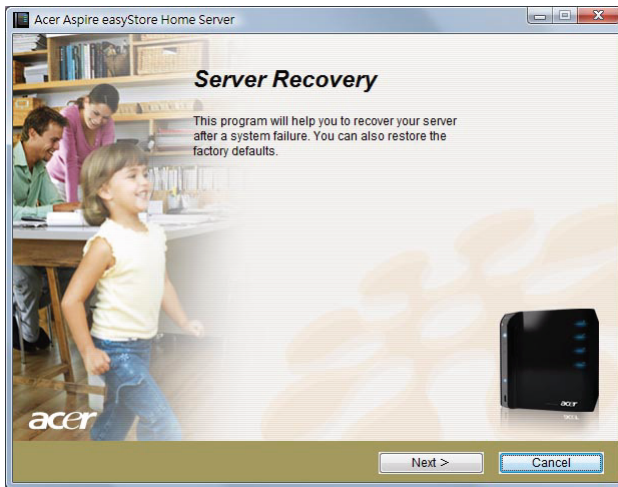 Acer Aspire easyStore Home Server
Server Recovery
This program will help you to recover your server
after a system failure. You can also restore the
factory defaults.
acer
acer
Next >
Cancel